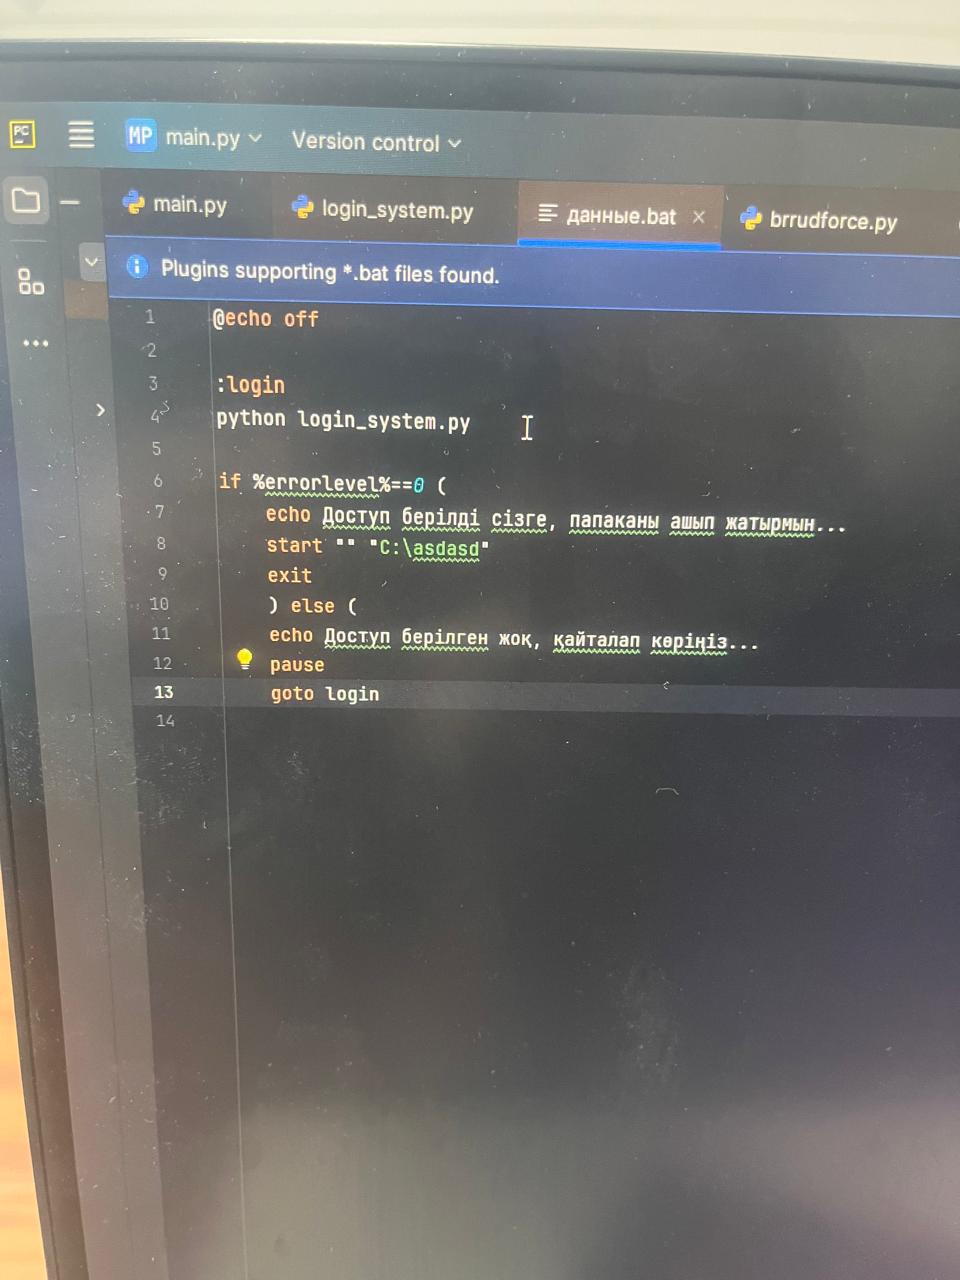 PC
MP main.py Version control
main.py login_system.py данные.bat × brrudforce.py
Plugins supporting *.bat files found.
1 @echo off
2
3 :login
4 python login_system.py
5
6 if %errorlevel%==0 (
7 echo Доступ берілді сізге, папаканы ашып жатырмын...
8 start "" "C:\asdasd"
9 exit
10 ) else (
11 echo Доступ берілген жоқ, қайталап көріңіз...
12 pause
13 goto login
14